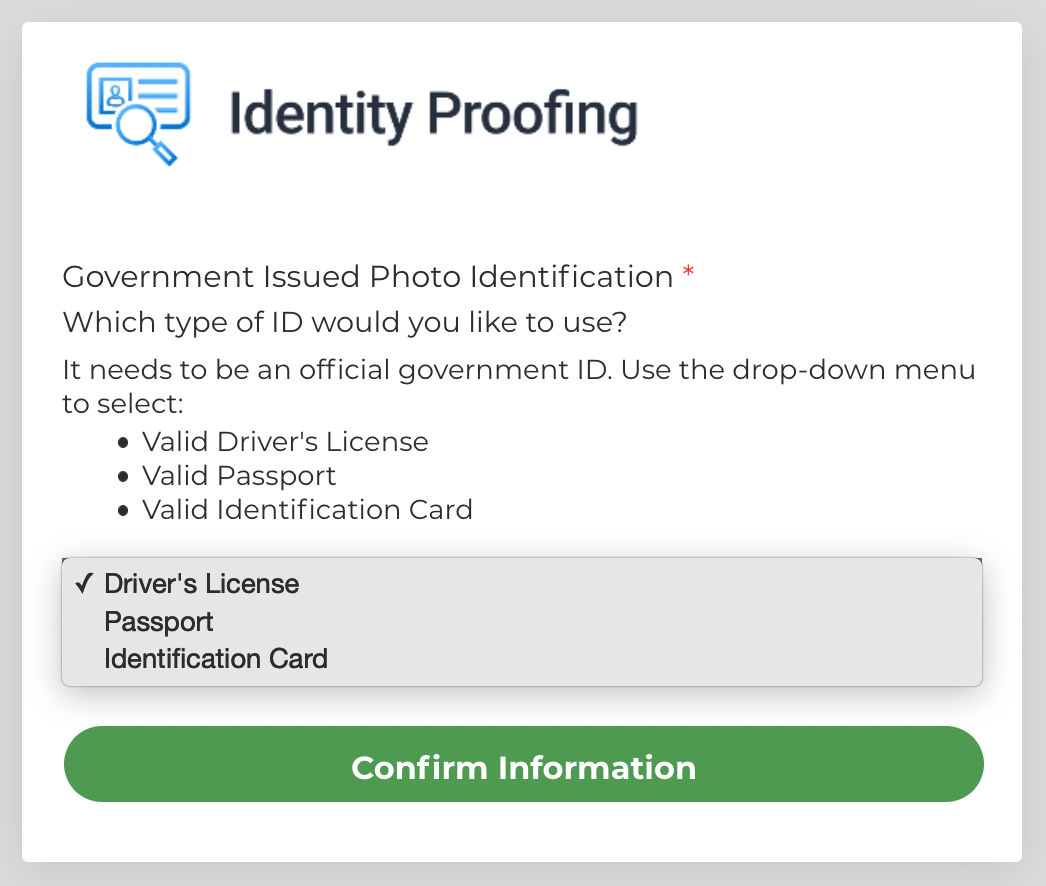 Identity Proofing
Government Issued Photo Identification *
Which type of ID would you like to use?
It needs to be an official government ID. Use the drop-down menu
to select:
• Valid Driver's License
• Valid Passport
• Valid Identification Card
✓ Driver's License
Passport
Identification Card
Confirm Information